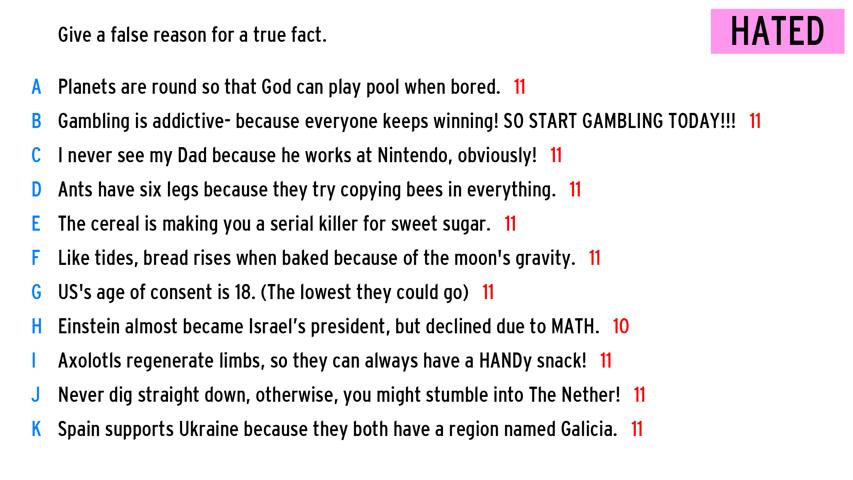 Give a false reason for a true fact.
HATED
A Planets are round so that God can play pool when bored. 11
B Gambling is addictive- because everyone keeps winning! SO START GAMBLING TODAY!!! 11
C I never see my Dad because he works at Nintendo, obviously! 11
D Ants have six legs because they try copying bees in everything. 11
E The cereal is making you a serial killer for sweet sugar. 11
F Like tides, bread rises when baked because of the moon's gravity. 11
G US's age of consent is 18. (The lowest they could go) 11
H Einstein almost became Israel’s president, but declined due to MATH. 10
I Axolotls regenerate limbs, so they can always have a HANDy snack! 11
J Never dig straight down, otherwise, you might stumble into The Nether! 11
K Spain supports Ukraine because they both have a region named Galicia. 11